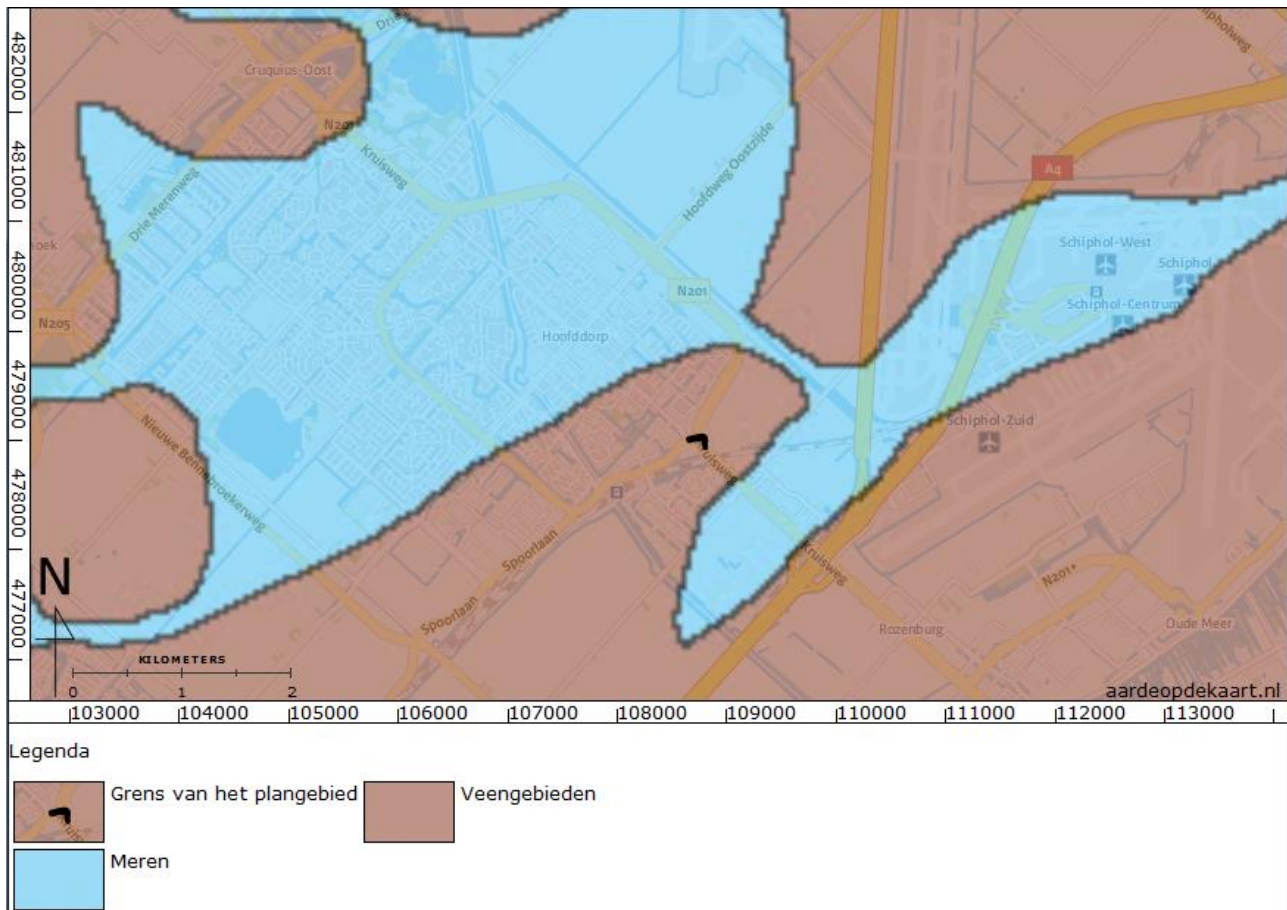 Drie
ipholweg
482000
Cruquius-Oost
N201
A4
481000
Kruisweg
Hoofdweg Oostzijde
Drie Merenweg
hoek
Schiphol-West
480000
Schiphol-
N201
Schiphol-Centrum
N205
Hoofddorp
479000
Nieuwe Bennebroekerweg
Schiphol-Zuid
Kruisweg
478000
Spoorlaan
Kruisweg
N
N201
477000
Spoorlaan
Rozenburg
Oude Meer
KILOMETERS
0 1 2
aardeopdekaart.nl
103000 104000 105000 106000 107000 108000 109000 110000 111000 112000 113000
Legenda
Grens van het plangebied
Veengebieden
Meren